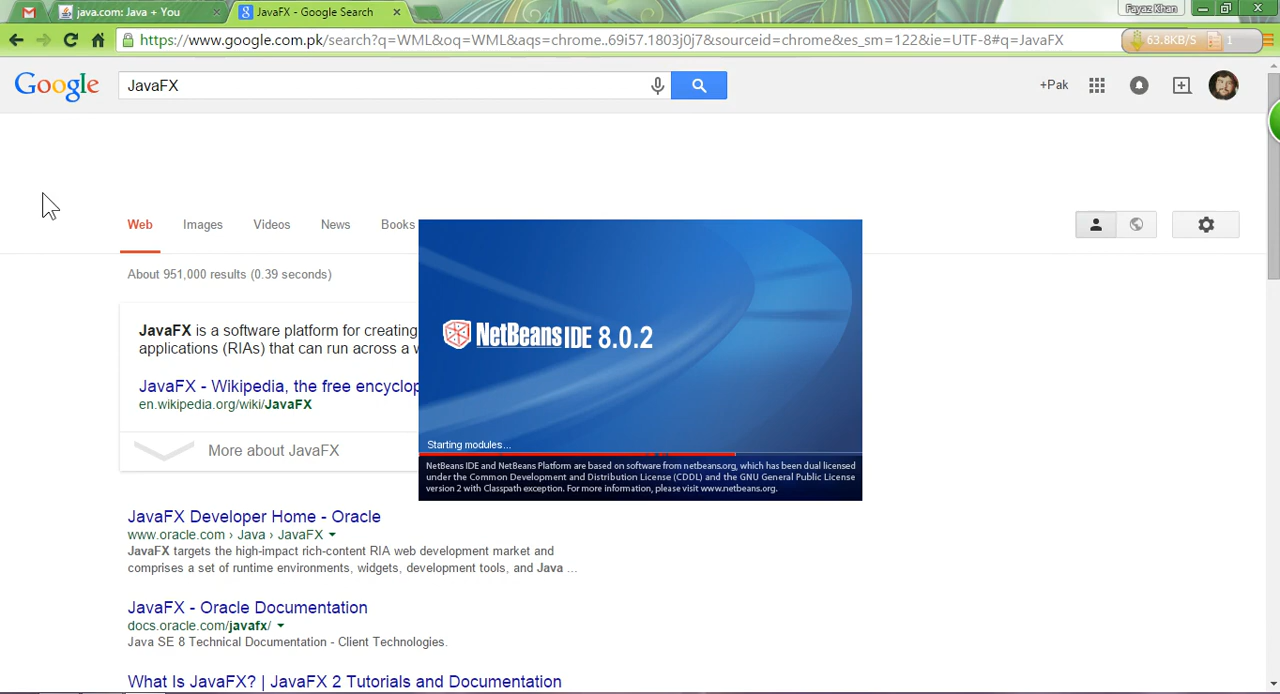 java.com: Java + You
JavaFX - Google Search
Fayaz Khan
https://www.google.com.pk/search?q=WML&oq=WML&aqs=chrome..69i57.1803j0j7&sourceid=chrome&es_sm=122&ie=UTF-8#q=JavaFX
63.8KB/S 1
Google
JavaFX
+Pak
Web Images Videos News Books
About 951,000 results (0.39 seconds)
JavaFX is a software platform for creating
applications (RIAs) that can run across a
JavaFX - Wikipedia, the free
en.wikipedia.org/wiki/JavaFX
More about JavaFX
NetBeans IDE 8.0.2
Starting modules...
NetBeans IDE and NetBeans Platform are based on software from netbeans.org, which has been dual licensed
under the Common Development and Distribution License (CDDL) and the GNU General Public License
version 2 with Classpath exception. For more information, please visit www.netbeans.org.
JavaFX Developer Home - Oracle
www.oracle.com › Java › JavaFX
JavaFX targets the high-impact rich-content RIA web development market and
comprises a set of runtime environments, widgets, development tools, and Java ...
JavaFX - Oracle Documentation
docs.oracle.com/javafx/
Java SE 8 Technical Documentation - Client Technologies.
What Is JavaFX? | JavaFX 2 Tutorials and Documentation